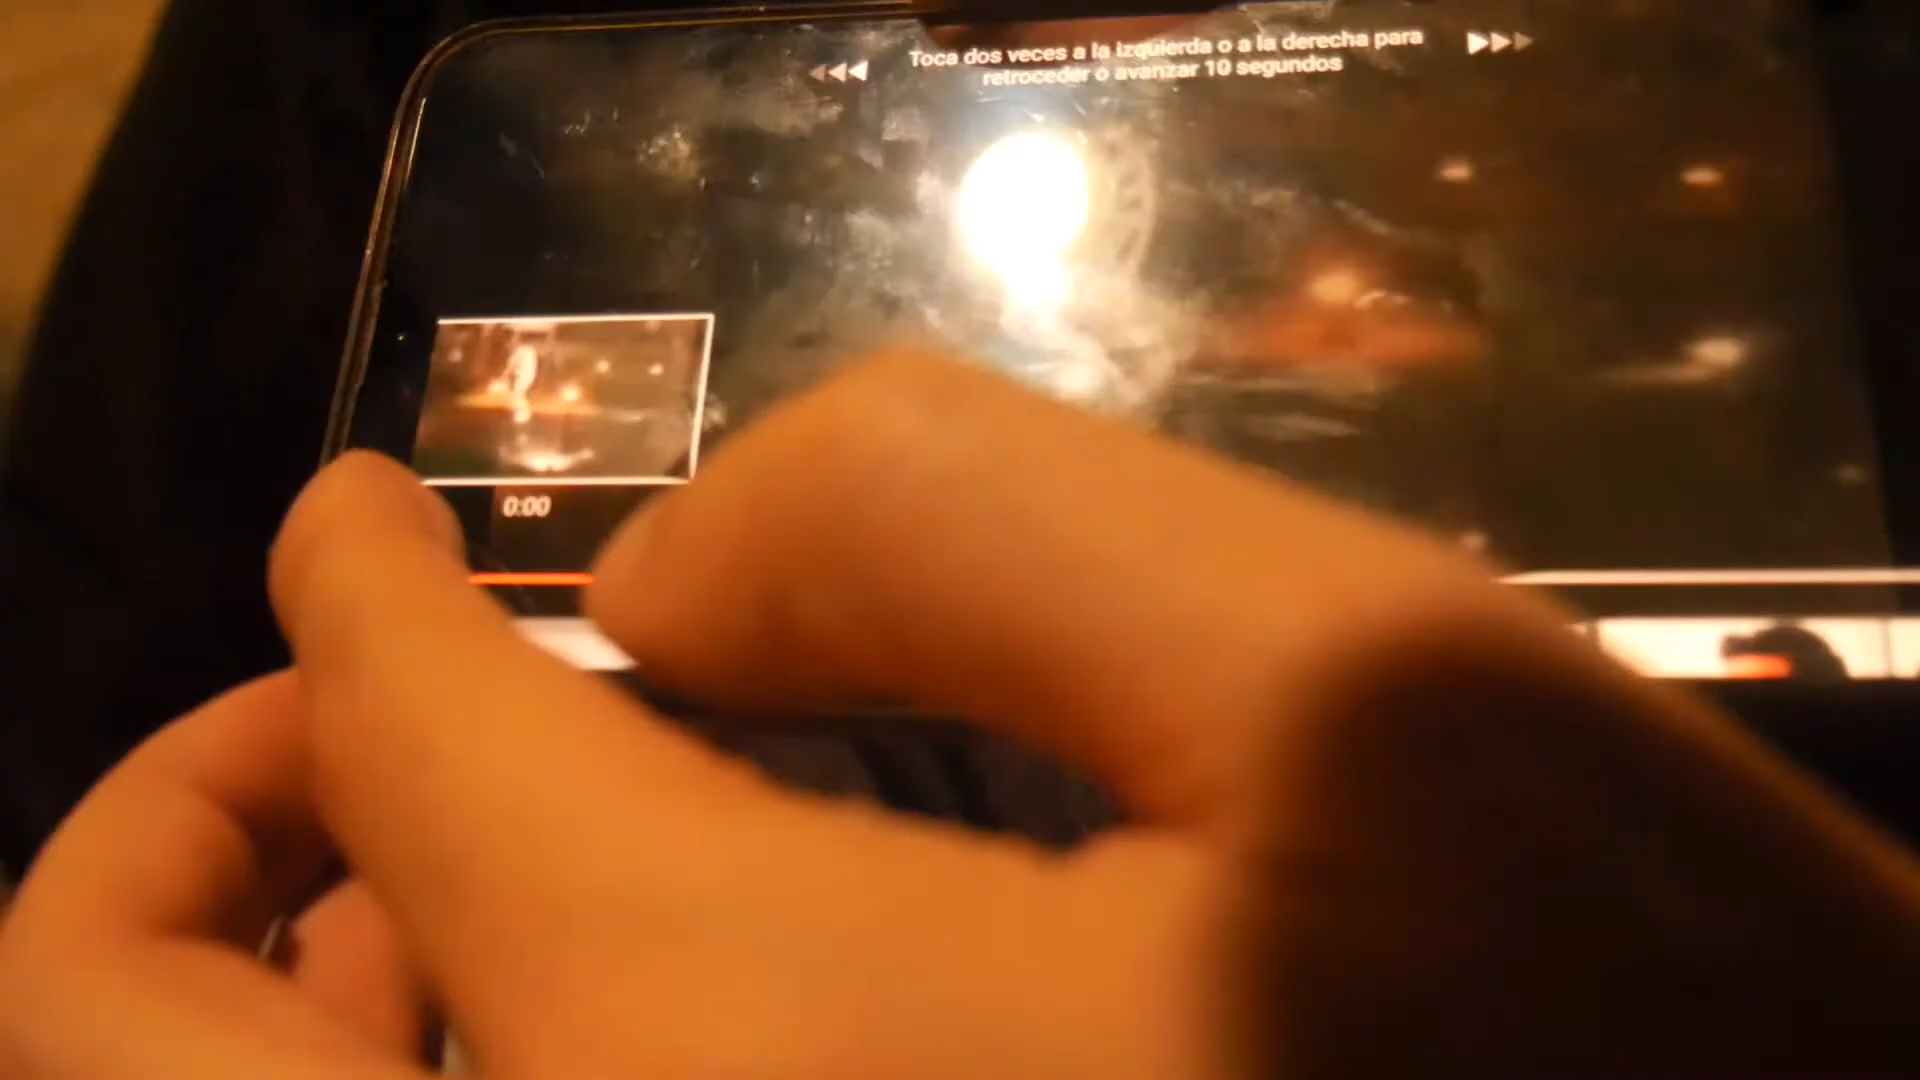 Toca dos veces a la izquierda o a la derecha para
retroceder o avanzar 10 segundos
0:00